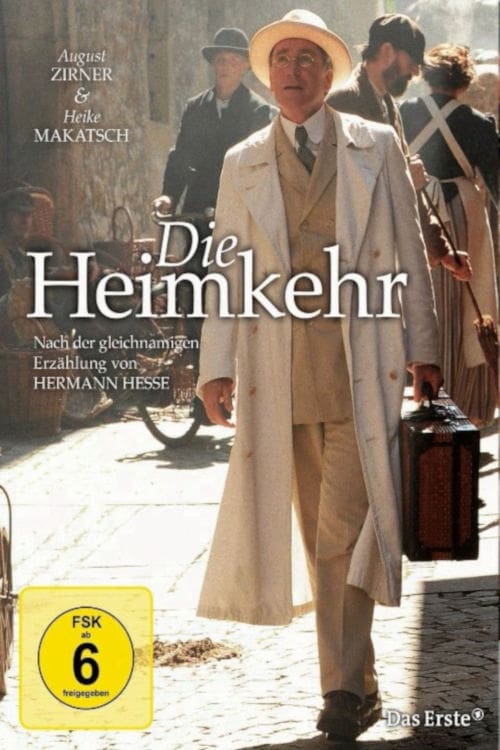 August
ZIRNER
&
Heike
MAKATSCH
Die
Heimkehr
Nach der gleichnamigen
Erzählung von
HERMANN HESSE
FSK
ab
6
freigegeben
Das Erste